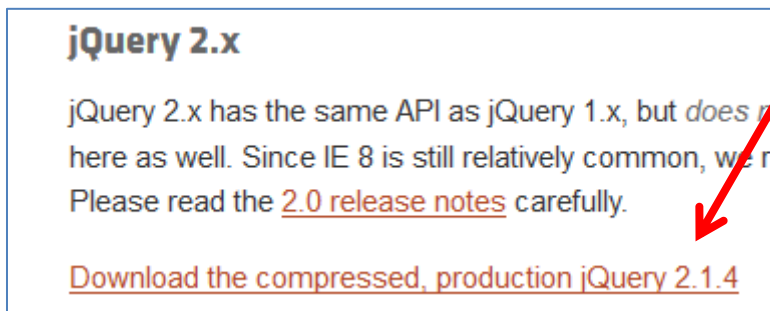 jQuery 2.x
jQuery 2.x has the same API as jQuery 1.x, but does
here as well. Since IE 8 is still relatively common, we
Please read the 2.0 release notes carefully.
Download the compressed, production jQuery 2.1.4